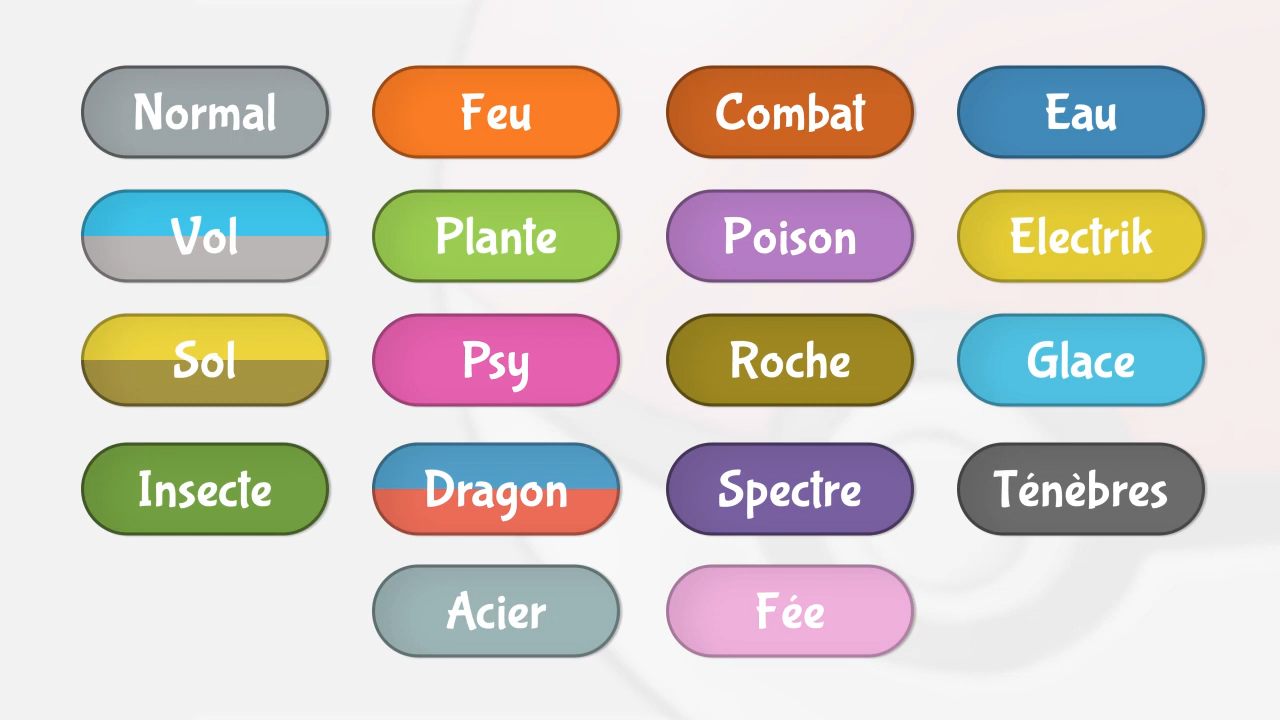 Normal
Feu
Combat
Eau
Vol
Plante
Poison
Electrik
Sol
Psy
Roche
Glace
Insecte
Dragon
Spectre
Ténèbres
Acier
Fée